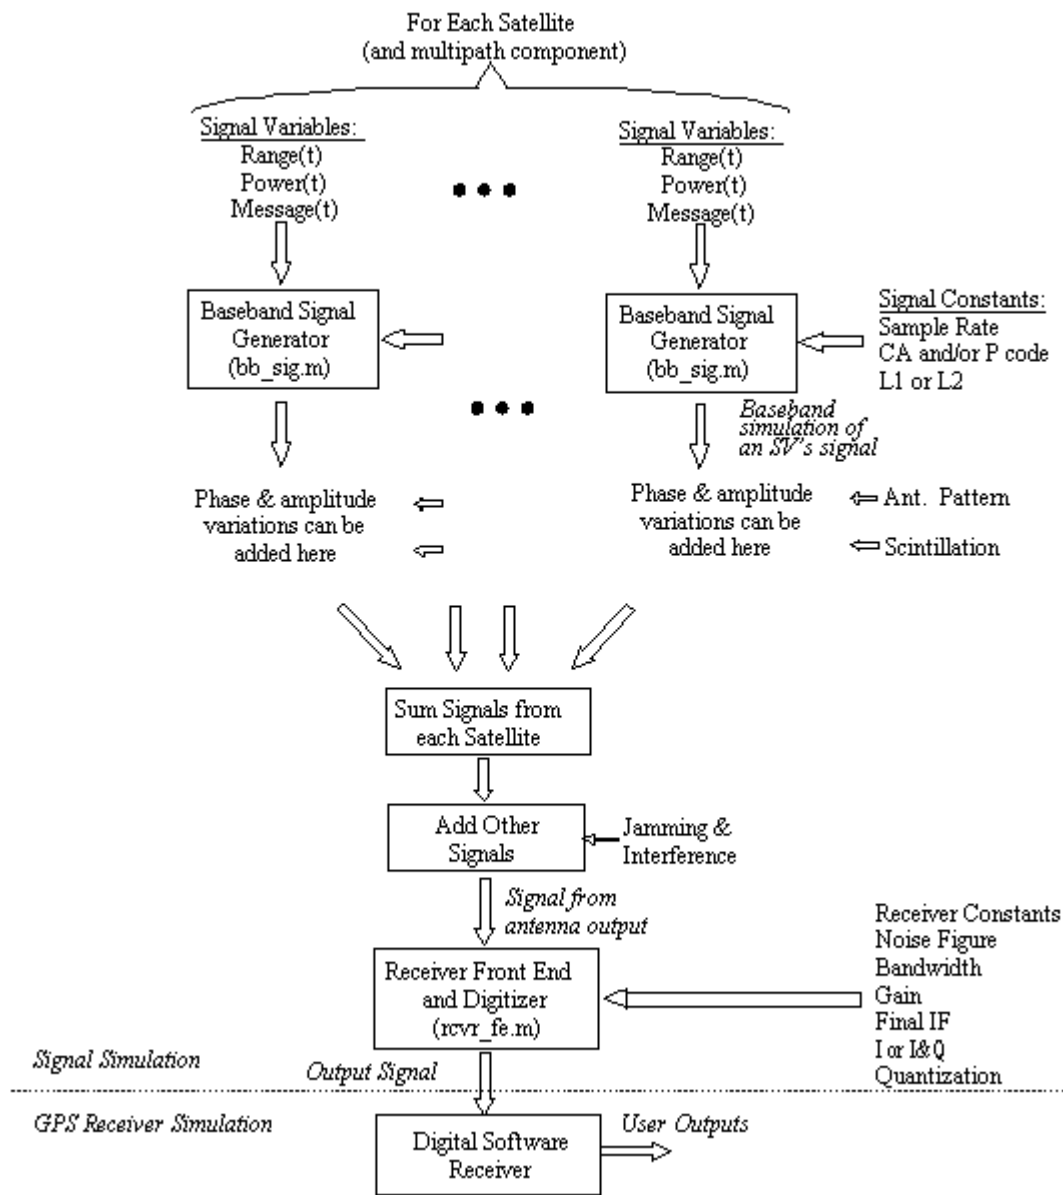 For Each Satellite
(and multipath component)
Signal Variables:
Range(t)
Power(t)
Message(t)
Signal Variables:
Range(t)
Power(t)
Message(t)
Baseband Signal
Generator
(bb_sig.m)
Baseband Signal
Generator
(bb_sig.m)
Signal Constants:
Sample Rate
CA and/or P code
L1 or L2
Baseband
simulation of
an SV's signal
Phase & amplitude
variations can be
added here
Phase & amplitude
variations can be
added here
Ant. Pattern
Scintillation
Sum Signals from
each Satellite
Add Other
Signals
Jamming &
Interference
Signal from
antenna output
Receiver Front End
and Digitizer
(rcvr_fe.m)
Receiver Constants
Noise Figure
Bandwidth
Gain
Final IF
I or I&Q
Quantization
Signal Simulation
Output Signal
GPS Receiver Simulation
Digital Software
Receiver
User Outputs